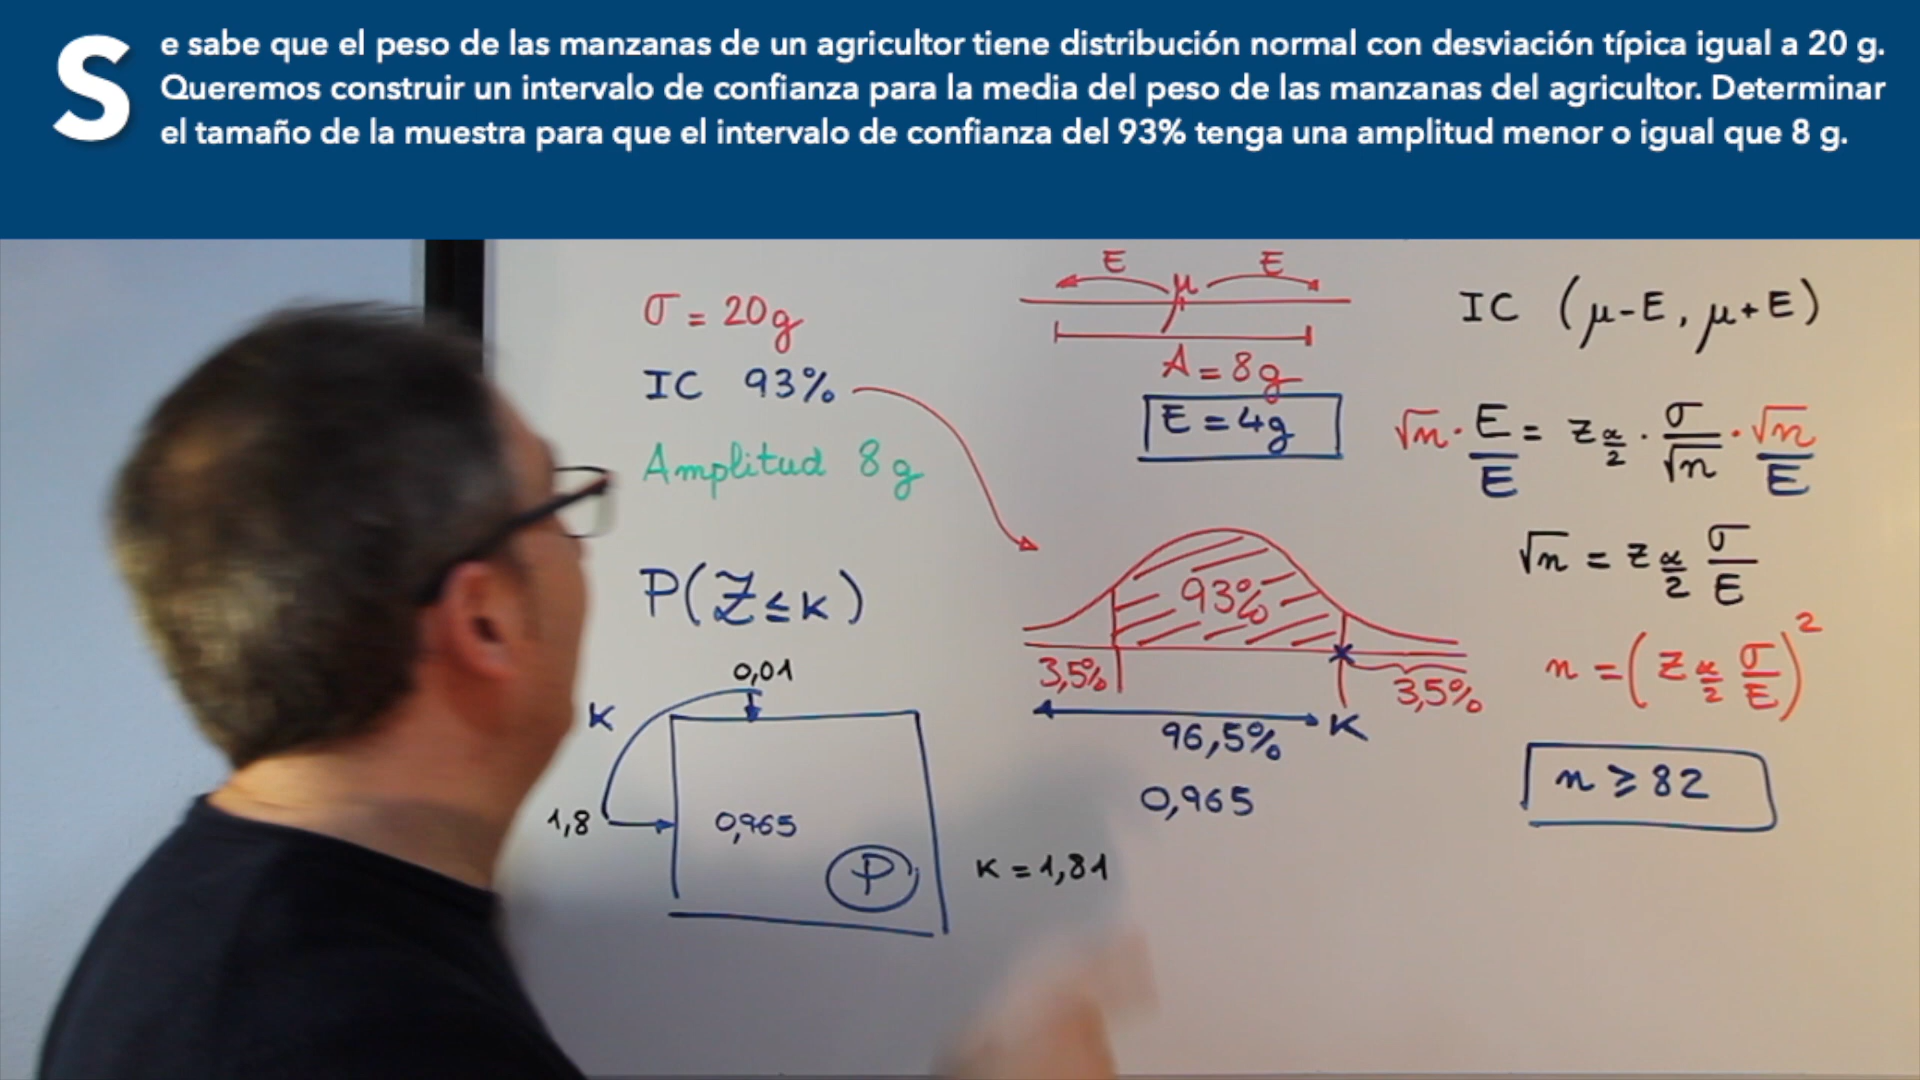 Se sabe que el peso de las manzanas de un agricultor tiene distribución normal con desviación típica igual a 20 g.
Queremos construir un intervalo de confianza para la media del peso de las manzanas del agricultor. Determinar
el tamaño de la muestra para que el intervalo de confianza del 93% tenga una amplitud menor o igual que 8 g.
σ = 20g
IC 93%
Amplitud 8g
P(Z≤K)
0,01
K
1,8
0,965
P
K = 1,81
E μ E
A = 8g
E = 4g
93%
3,5%
3,5%
96,5%
K
0,965
IC (μ-E, μ+E)
√n · E/E = z α/2 · σ/√n · √n/E
√n = z α/2 σ/E
n = (z α/2 σ/E)²
n ≥ 82